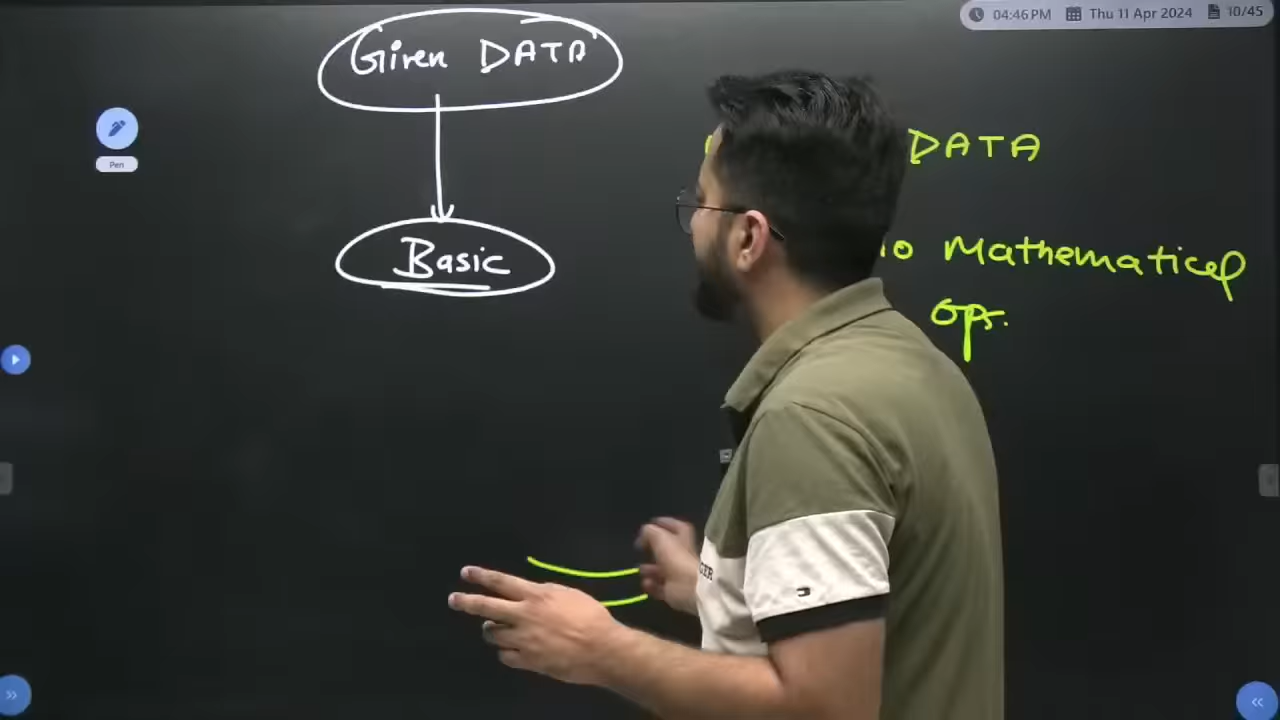 04:46 PM Thu 11 Apr 2024 10/45
Given DATA
Pen
DATA
Basic
Mathematical
ops.